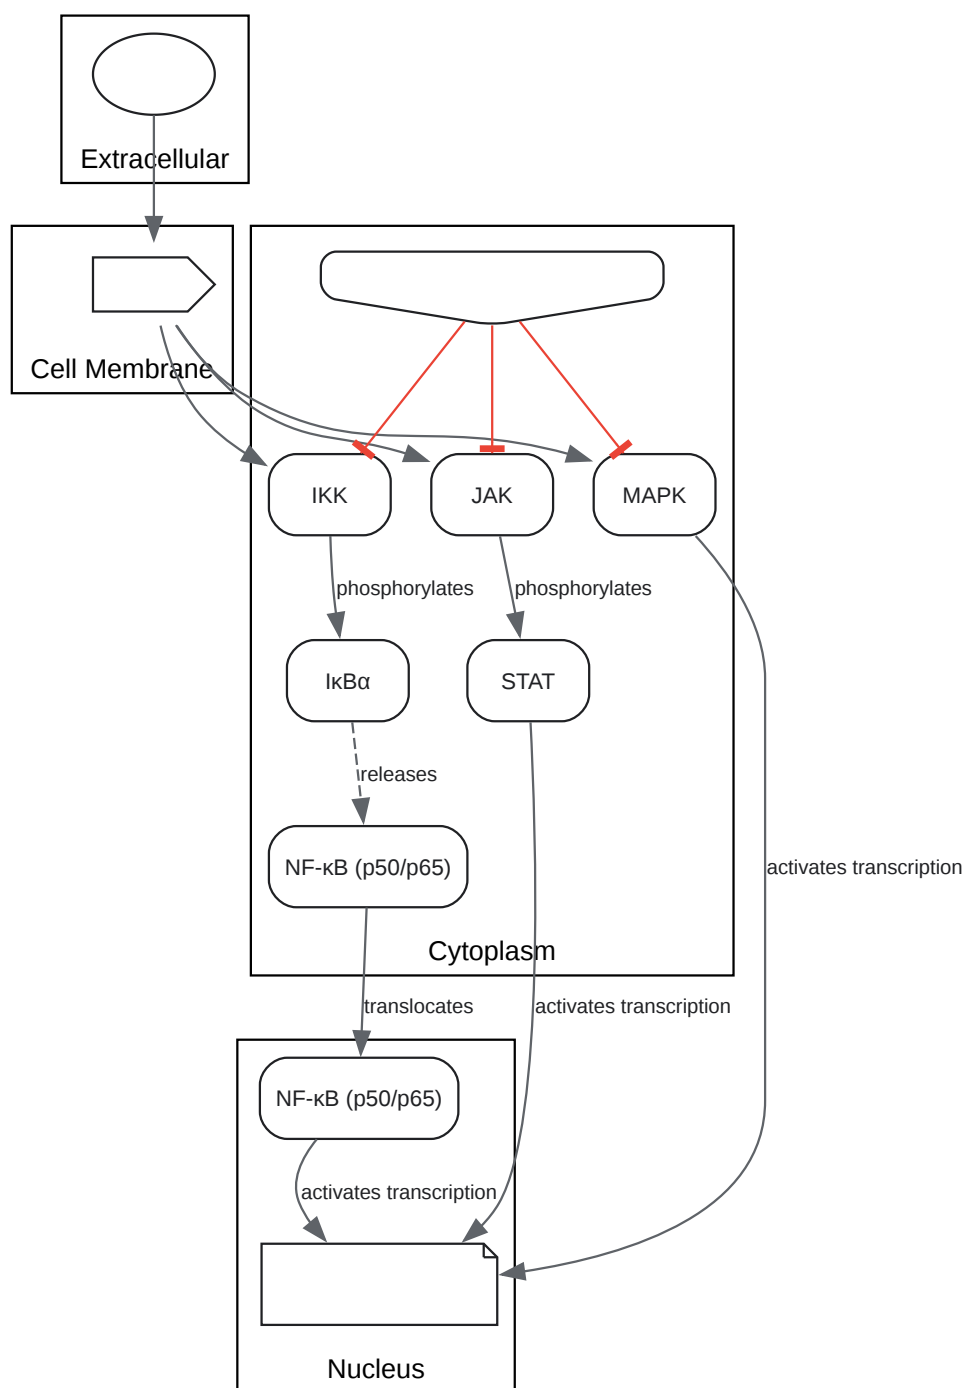 Extracellular
Cell Membrane
IKK
JAK
MAPK
phosphorylates
phosphorylates
IκBα
STAT
releases
NF-κB (p50/p65)
activates transcription
Cytoplasm
translocates
activates transcription
NF-κB (p50/p65)
activates transcription
Nucleus